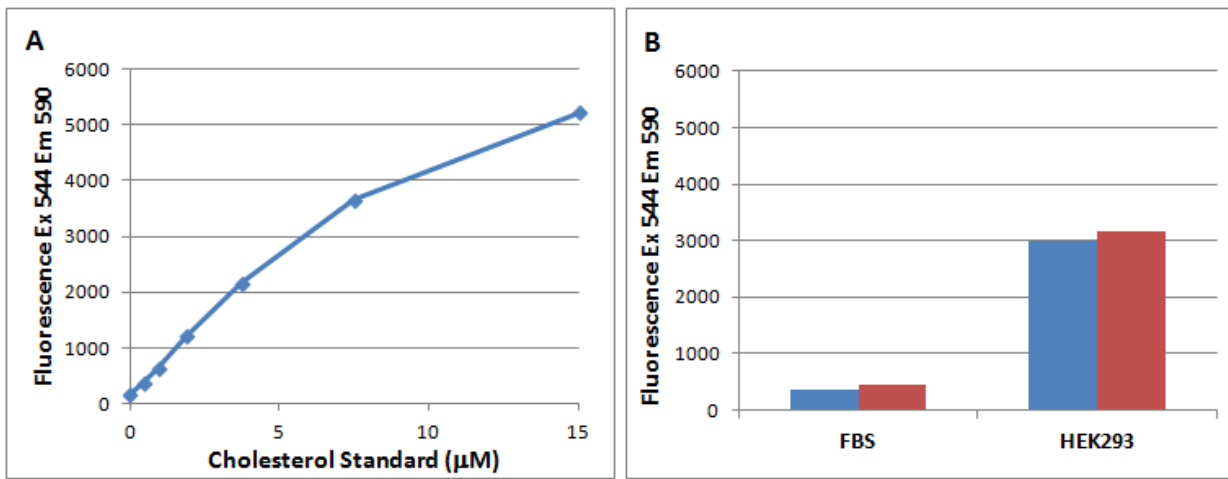 A
Fluorescence Ex 544 Em 590
6000
5000
4000
3000
2000
1000
0
0 5 10 15
Cholesterol Standard (µM)
B
Fluorescence Ex 544 Em 590
6000
5000
4000
3000
2000
1000
0
FBS HEK293